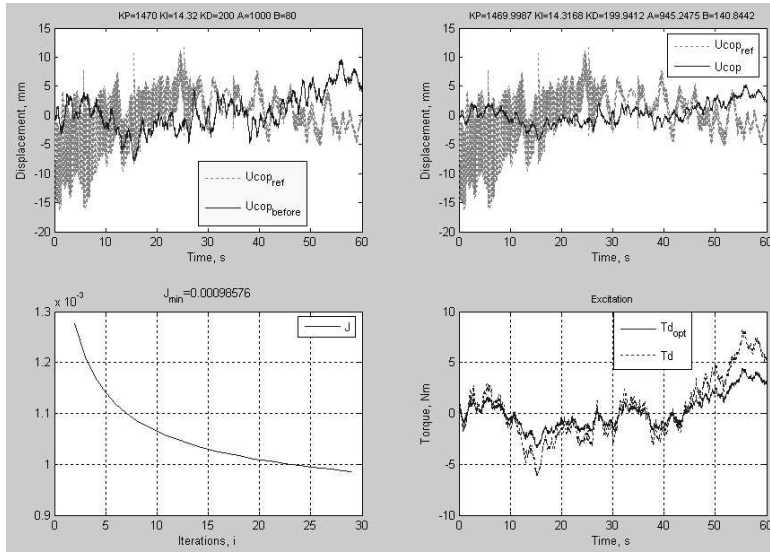 KP=1470 KI=14.32 KD=200 A=1000 B=80
15
10
5
0
-5
-10
-15
-20
Displacement, mm
Ucop_ref
Ucop_before
0 10 20 30 40 50 60
Time, s
KP=1469.9987 KI=14.3168 KD=199.9412 A=945.2475 B=140.8442
15
10
5
0
-5
-10
-15
-20
Displacement, mm
Ucop_ref
Ucop
0 10 20 30 40 50 60
Time, s
J_min=0.00098576
x 10^-3
1.3
1.3
1.1
1.1
1
0.9
J
0 5 10 15 20 25 30
Iterations, i
Excitation
10
5
0
-5
-10
Torque, Nm
Td_opt
Td
0 10 20 30 40 50 60
Time, s